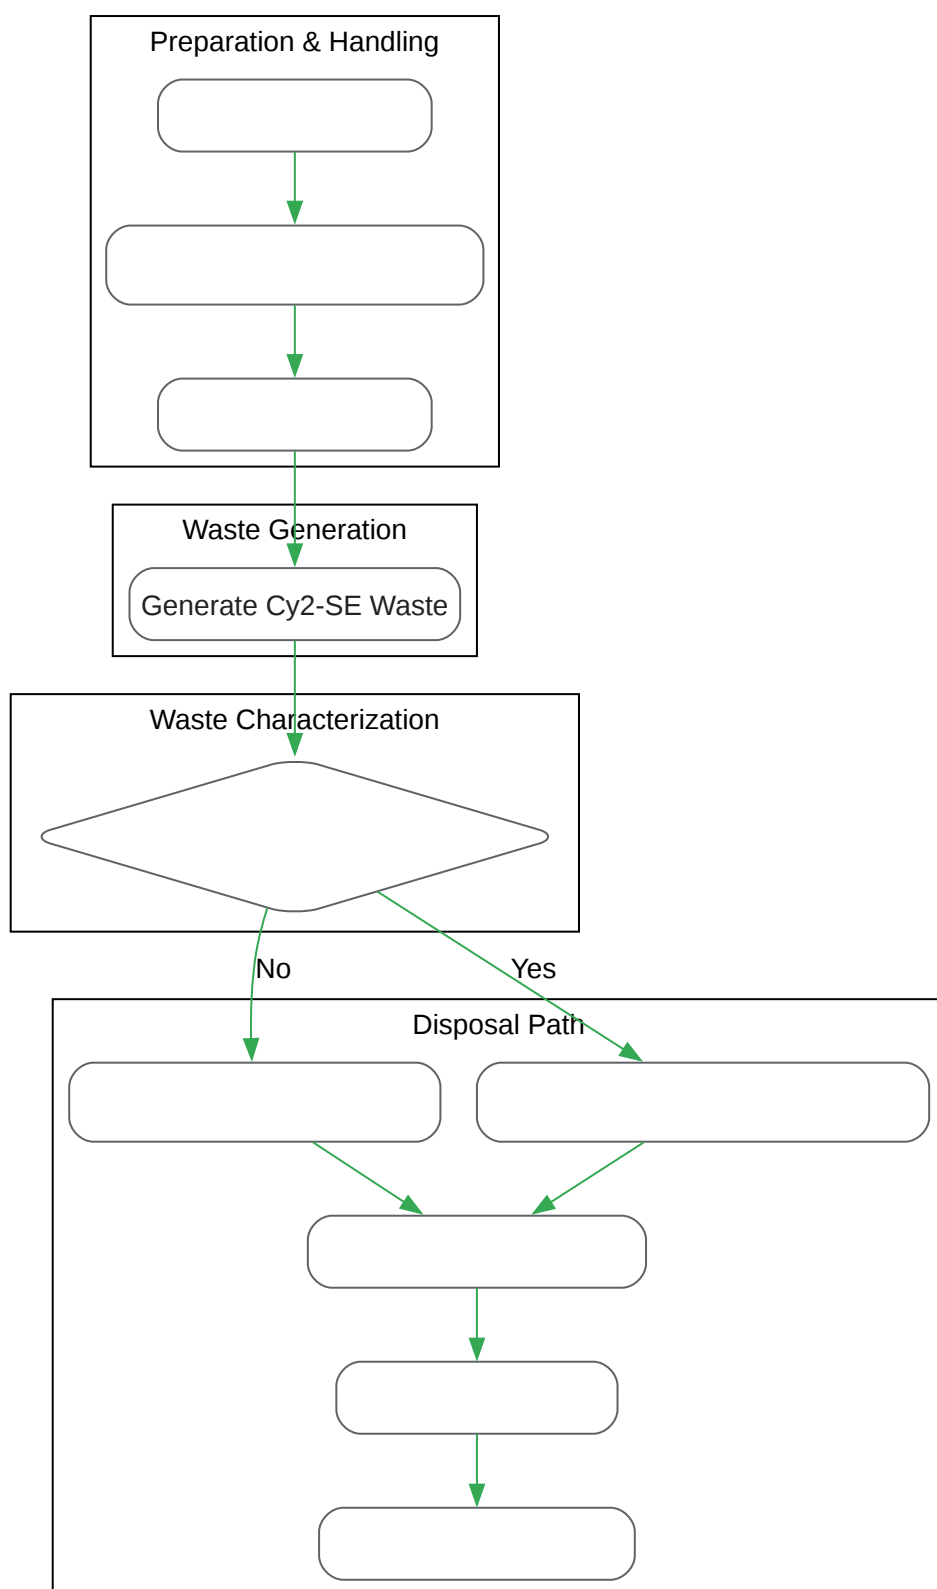 Preparation & Handling
Waste Generation
Generate Cy2-SE Waste
Waste Characterization
No
Yes
Disposal Path